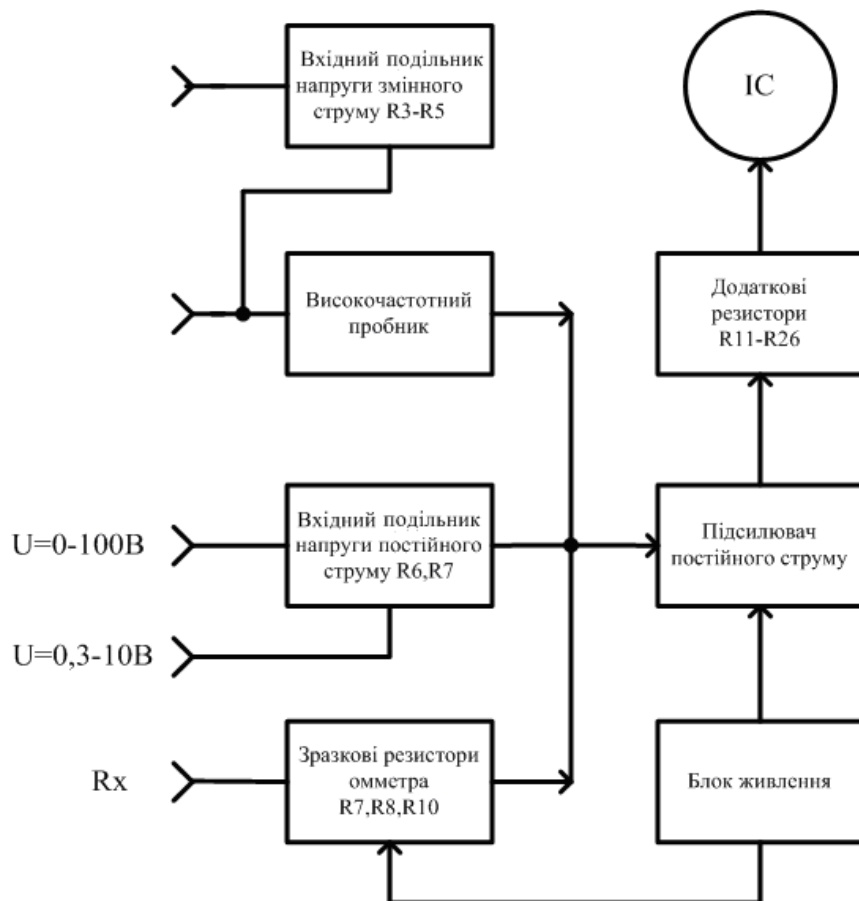 Вхідний подільник
напруги змінного
струму R3-R5
ІС
Високочастотний
пробник
Додаткові
резистори
R11-R26
U=0-100В
Вхідний подільник
напруги постійного
струму R6,R7
Підсилювач
постійного струму
U=0,3-10В
Rx
Зразкові резистори
омметра
R7,R8,R10
Блок живлення